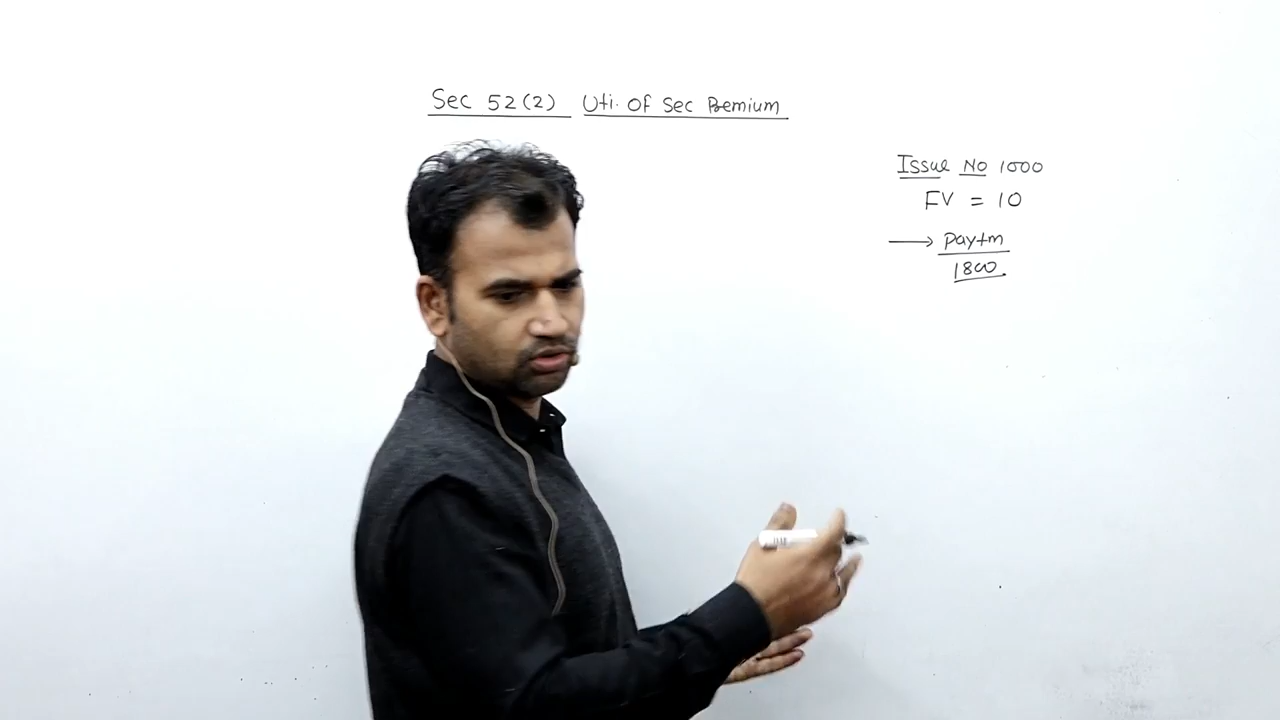 Sec 52(2) Uti. Of Sec Premium
Issue No 1000
FV = 10
→ Paytm
1800